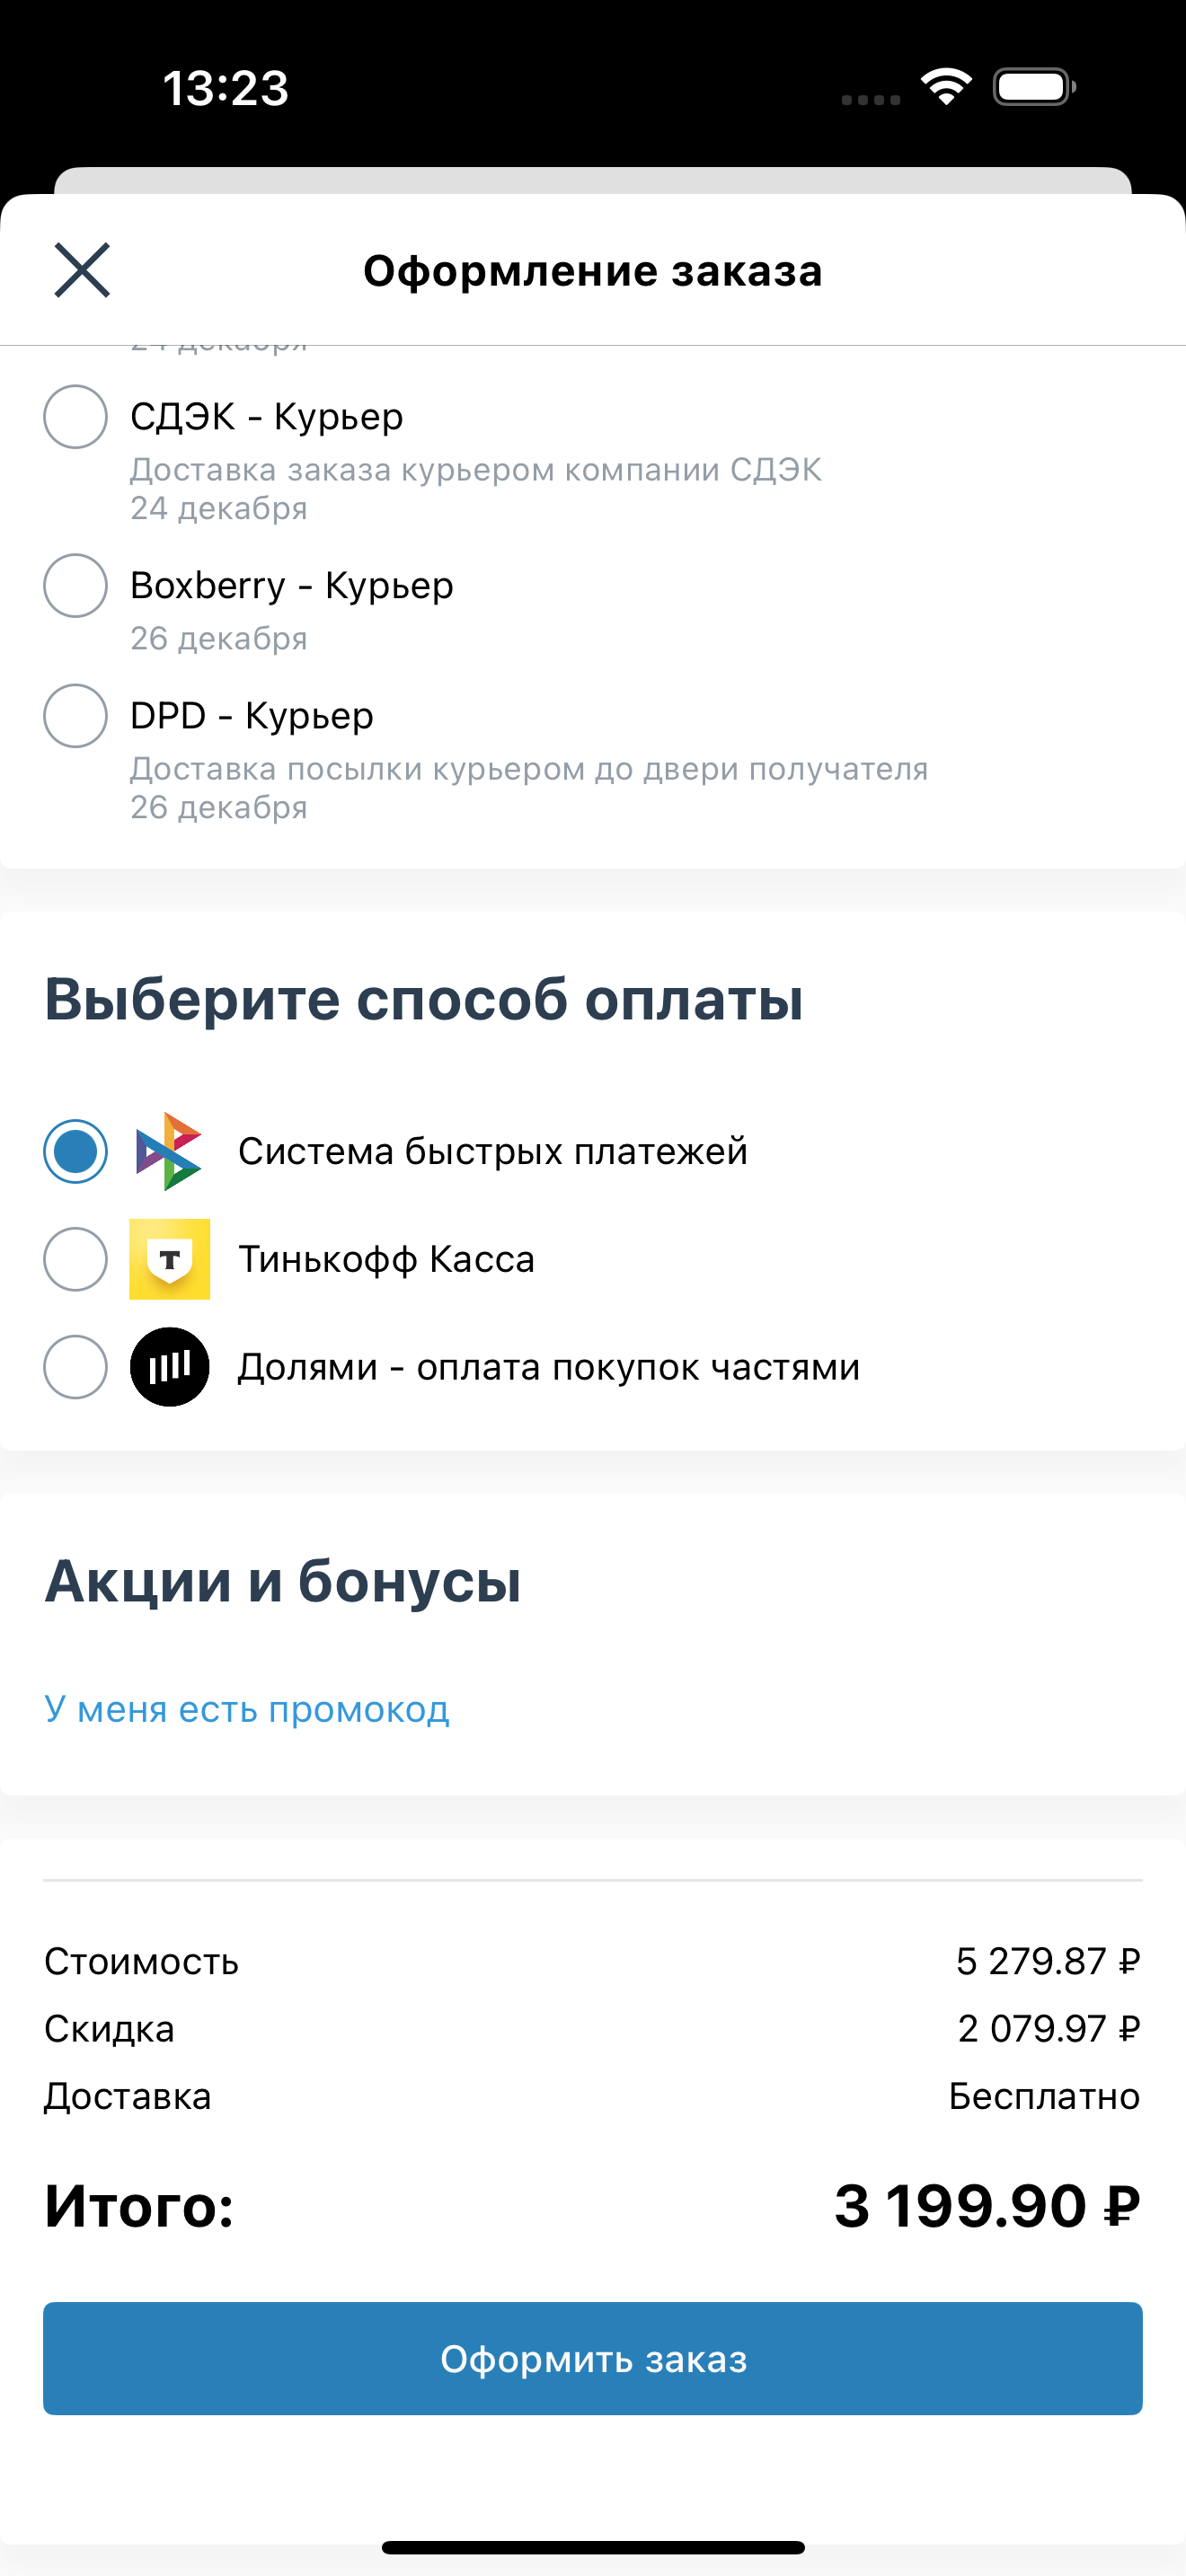 13:23
Оформление заказа
24 декабря
СДЭК - Курьер
Доставка заказа курьером компании СДЭК
24 декабря
Boxberry - Курьер
26 декабря
DPD - Курьер
Доставка посылки курьером до двери получателя
26 декабря
Выберите способ оплаты
Система быстрых платежей
Т
Тинькофф Касса
Долями - оплата покупок частями
Акции и бонусы
У меня есть промокод
Стоимость 5 279.87 ₽
Скидка 2 079.97 ₽
Доставка Бесплатно
Итого: 3 199.90 ₽
Оформить заказ